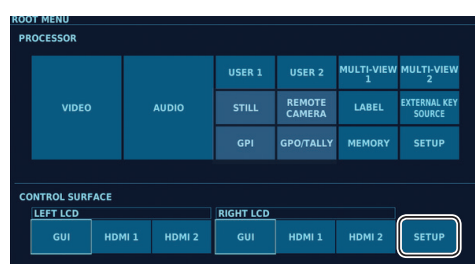 ROOT MENU
PROCESSOR
VIDEO
AUDIO
USER 1
USER 2
MULTI-VIEW
1
MULTI-VIEW
2
STILL
REMOTE
CAMERA
LABEL
EXTERNAL KEY
SOURCE
GPI
GPO/TALLY
MEMORY
SETUP
CONTROL SURFACE
LEFT LCD
RIGHT LCD
GUI
HDMI 1
HDMI 2
GUI
HDMI 1
HDMI 2
SETUP